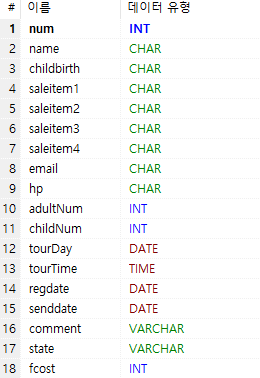 # 이름 데이터 유형
1 num INT
2 name CHAR
3 childbirth CHAR
4 saleitem1 CHAR
5 saleitem2 CHAR
6 saleitem3 CHAR
7 saleitem4 CHAR
8 email CHAR
9 hp CHAR
10 adultNum INT
11 childNum INT
12 tourDay DATE
13 tourTime TIME
14 regdate DATE
15 senddate DATE
16 comment VARCHAR
17 state VARCHAR
18 fcost INT